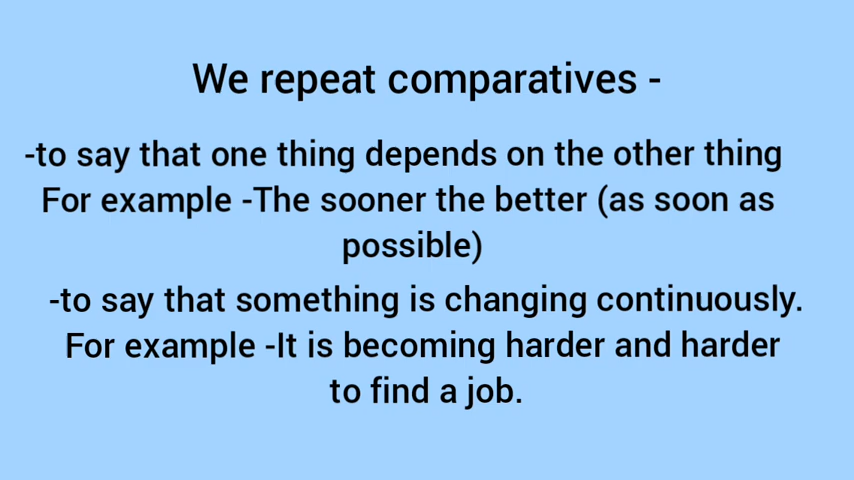 We repeat comparatives -
-to say that one thing depends on the other thing
For example -The sooner the better (as soon as
possible)
-to say that something is changing continuously.
For example -It is becoming harder and harder
to find a job.